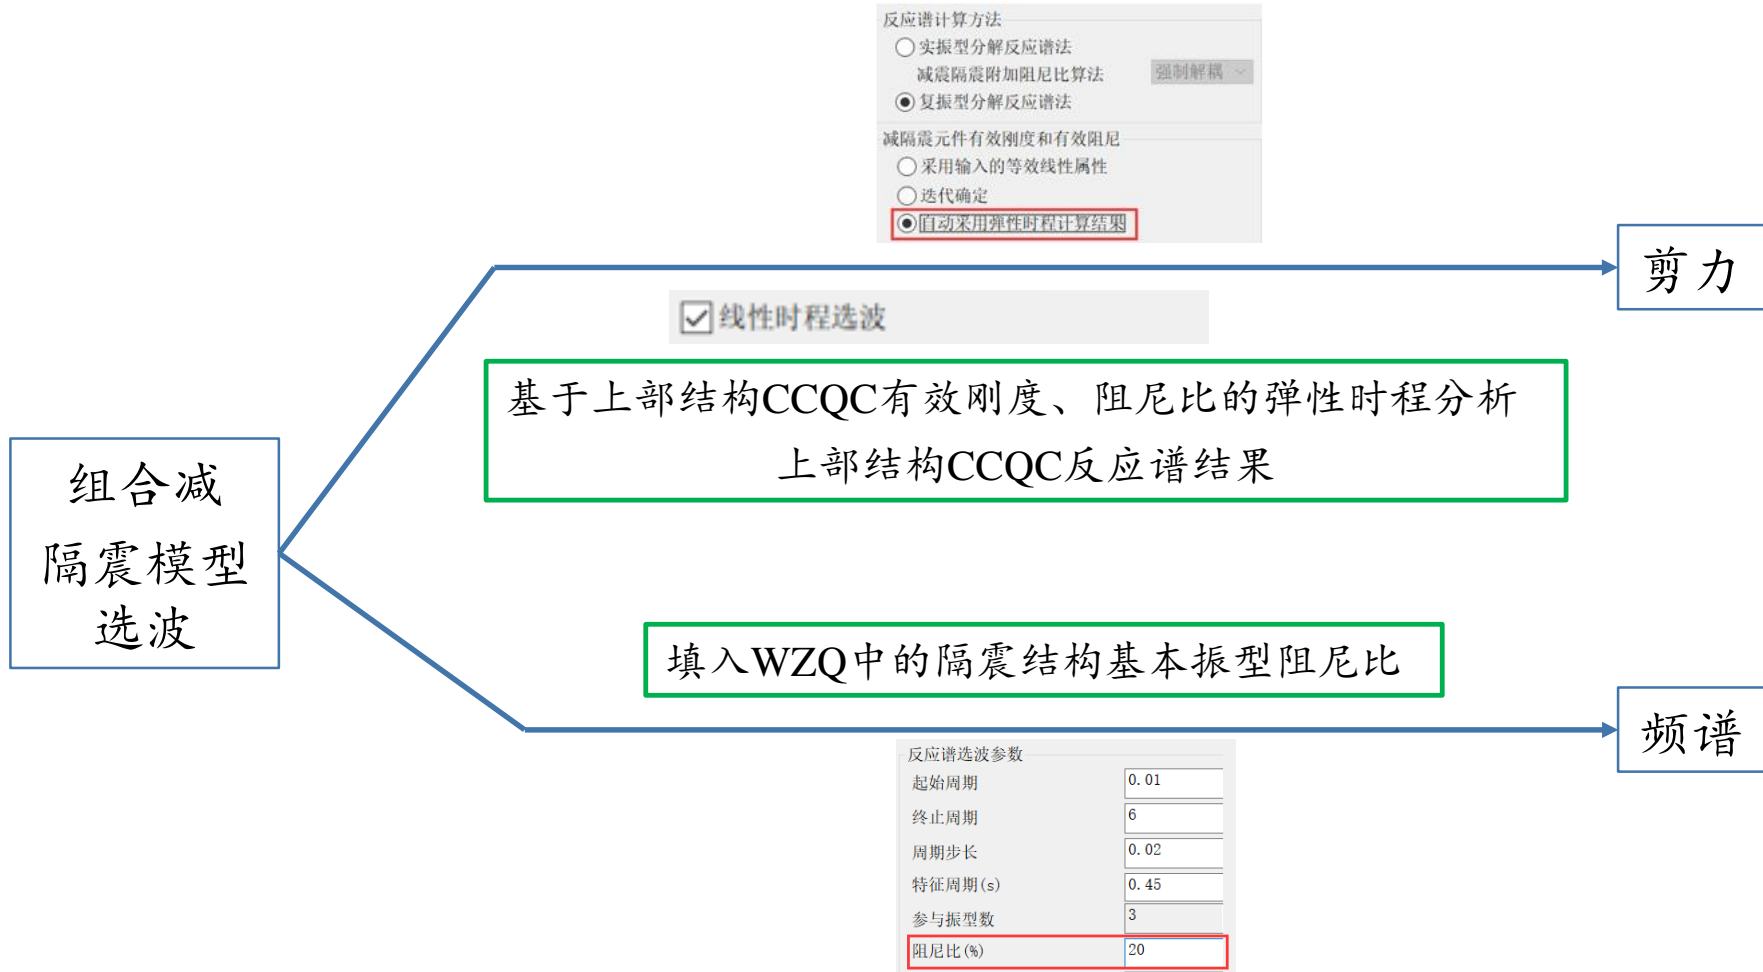 反应谱计算方法
实振型分解反应谱法
减震隔震附加阻尼比算法 强制解耦
复振型分解反应谱法
减隔震元件有效刚度和有效阻尼
采用输入的等效线性属性
迭代确定
自动采用弹性时程计算结果
剪力
线性时程选波
基于上部结构CCQC有效刚度、阻尼比的弹性时程分析
上部结构CCQC反应谱结果
组合减
隔震模型
选波
填入WZQ中的隔震结构基本振型阻尼比
频谱
反应谱选波参数
起始周期 0.01
终止周期 6
周期步长 0.02
特征周期(s) 0.45
参与振型数 3
阻尼比(%) 20